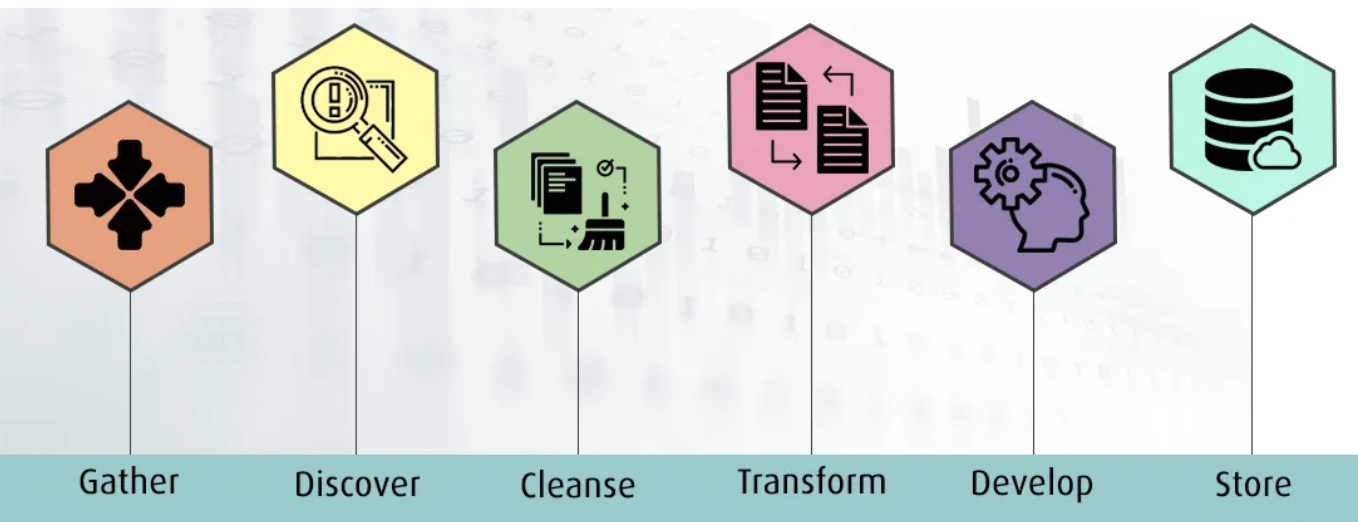 Gather
Discover
Cleanse
Transform
Develop
Store